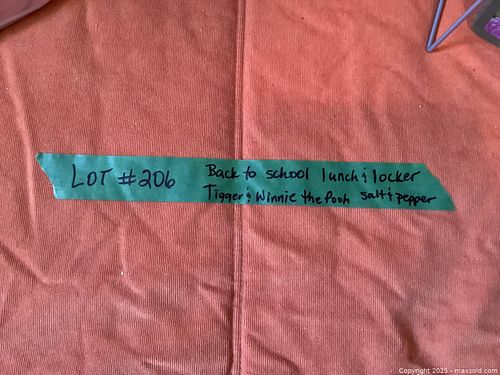 LOT #206
Back to school lunch & locker
Tigger & Winnie the Pooh salt & pepper
Copyright 2025 - maxsold.com